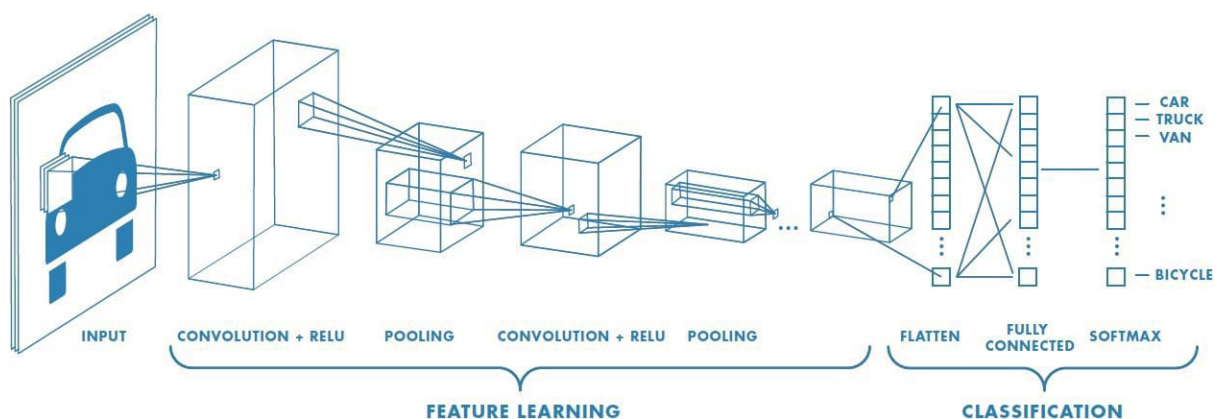 CAR
TRUCK
VAN
BICYCLE
INPUT
CONVOLUTION + RELU
POOLING
CONVOLUTION + RELU
POOLING
FLATTEN
FULLY
CONNECTED
SOFTMAX
FEATURE LEARNING
CLASSIFICATION